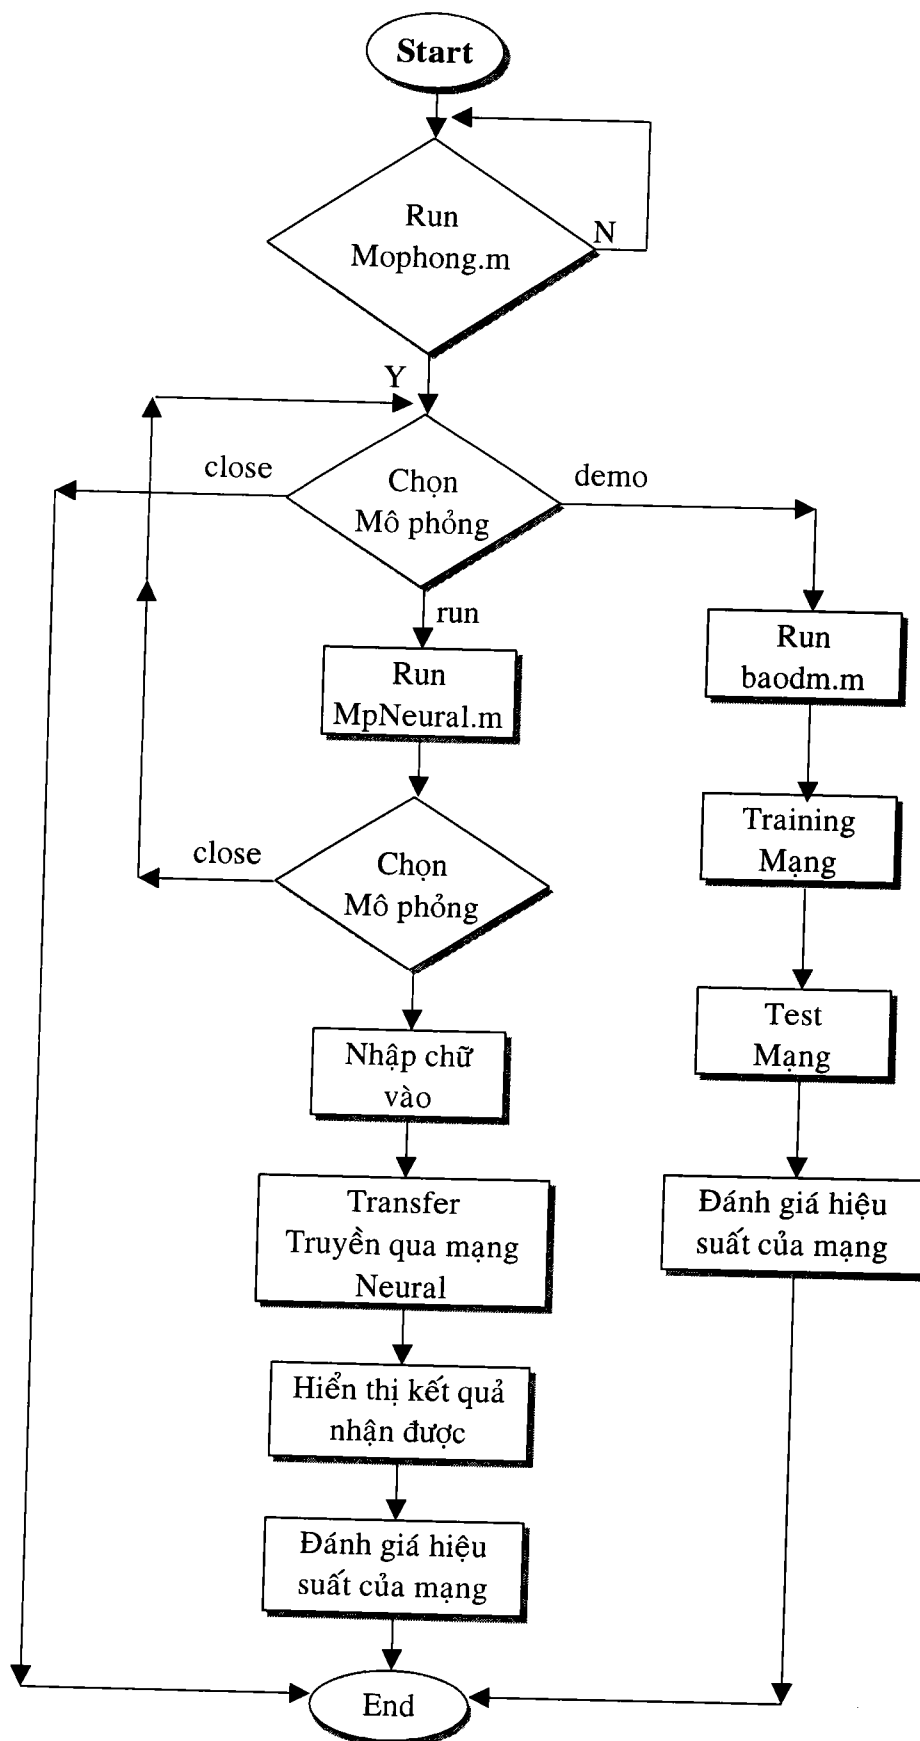 Start
Run
Mophong.m
N
Y
close
Chọn
Mô phỏng
demo
run
Run
MpNeural.m
Run
baodm.m
close
Chọn
Mô phỏng
Training
Mạng
Nhập chữ
vào
Test
Mạng
Transfer
Truyền qua mạng
Neural
Đánh giá hiệu
suất của mạng
Hiển thị kết quả
nhận được
Đánh giá hiệu
suất của mạng
End